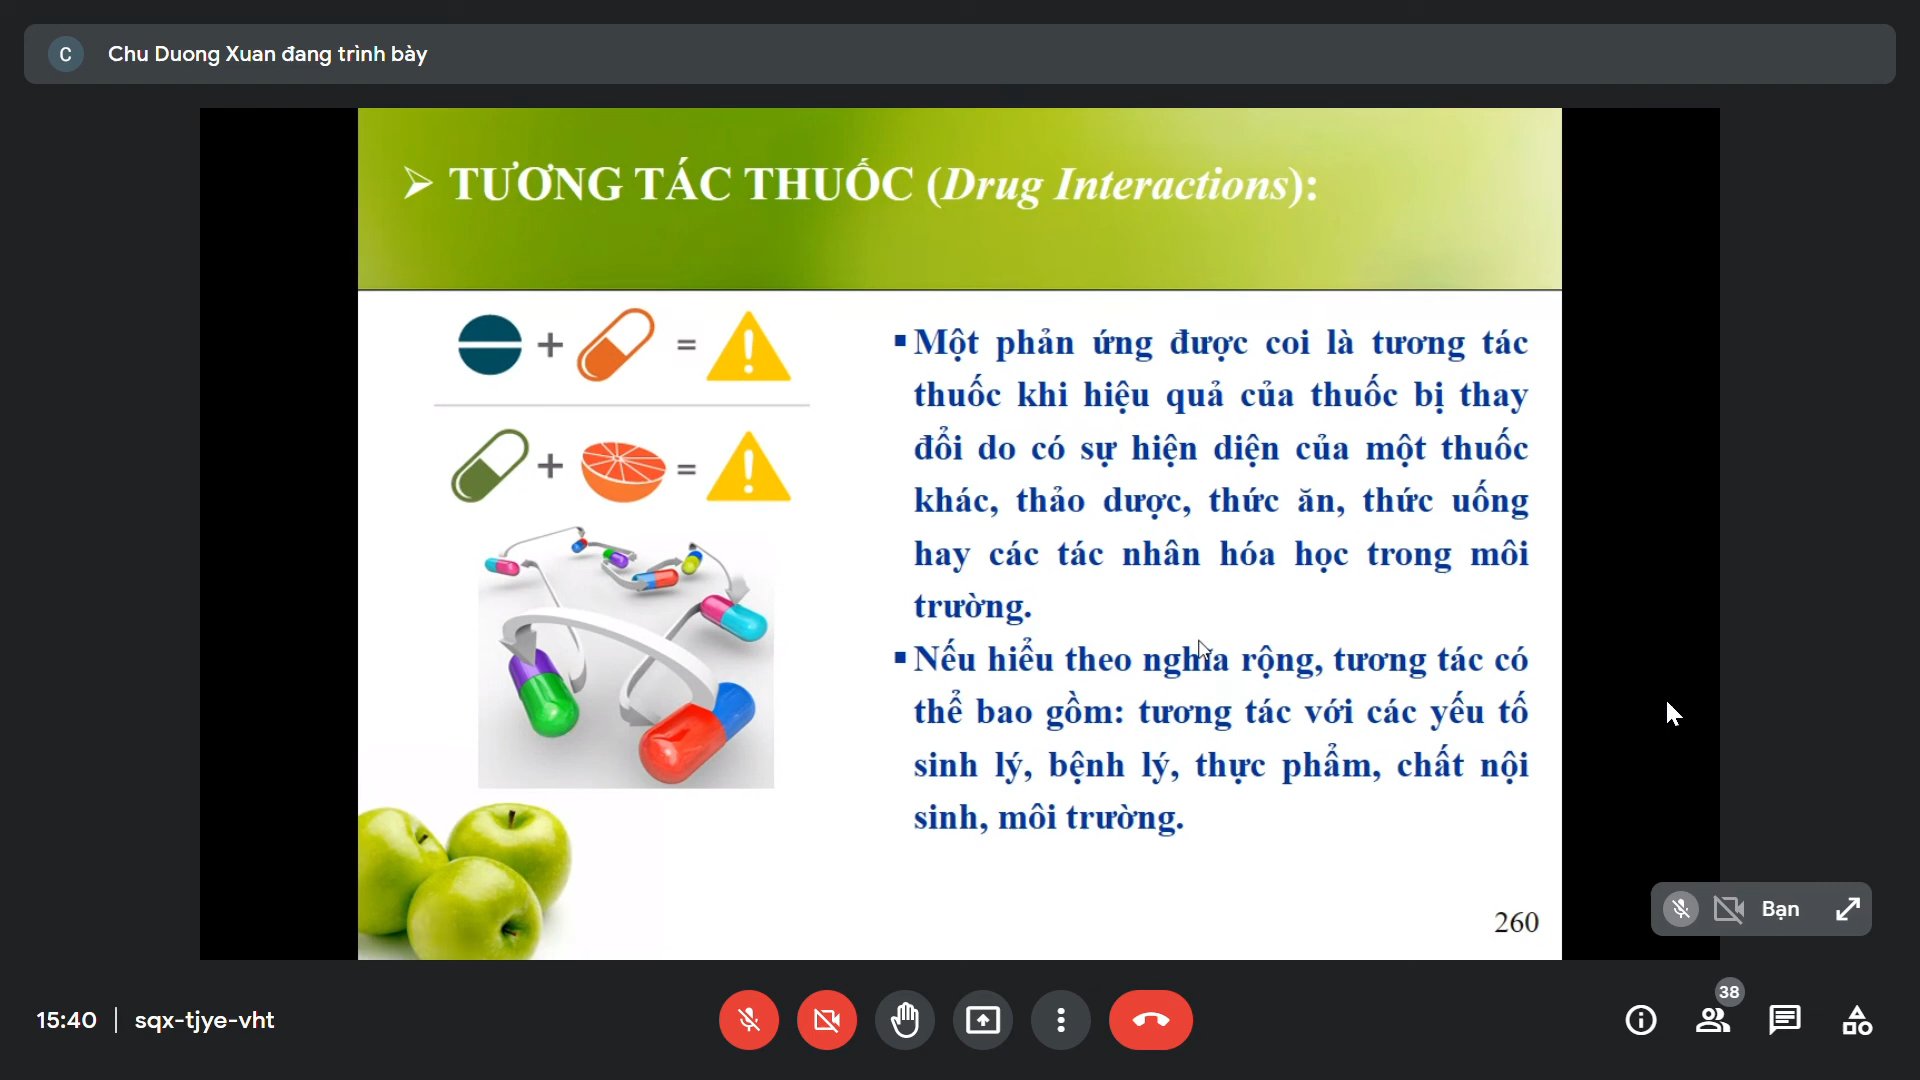 C
Chu Duong Xuan đang trình bày
➢ TƯƠNG TÁC THUỐC (Drug Interactions):
+ = !
+ = !
▪ Một phản ứng được coi là tương tác
thuốc khi hiệu quả của thuốc bị thay
đổi do có sự hiện diện của một thuốc
khác, thảo dược, thức ăn, thức uống
hay các tác nhân hóa học trong môi
trường.
▪ Nếu hiểu theo nghĩa rộng, tương tác có
thể bao gồm: tương tác với các yếu tố
sinh lý, bệnh lý, thực phẩm, chất nội
sinh, môi trường.
260
Bạn
15:40 | sqx-tjye-vht
38